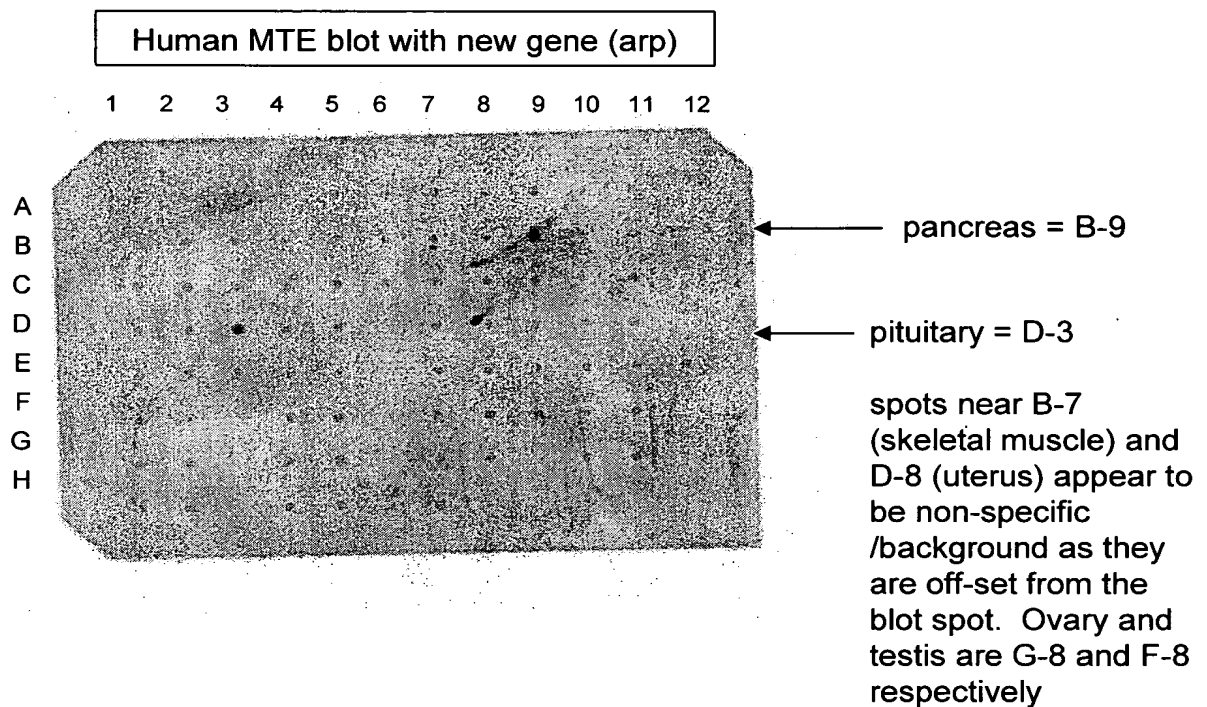 Human MTE blot with new gene (arp)
1 2 3 4 5 6 7 8 9 10 11 12
A
B
C
D
E
F
G
H
pancreas = B-9
pituitary = D-3
spots near B-7
(skeletal muscle) and
D-8 (uterus) appear to
be non-specific
/background as they
are off-set from the
blot spot. Ovary and
testis are G-8 and F-8
respectively